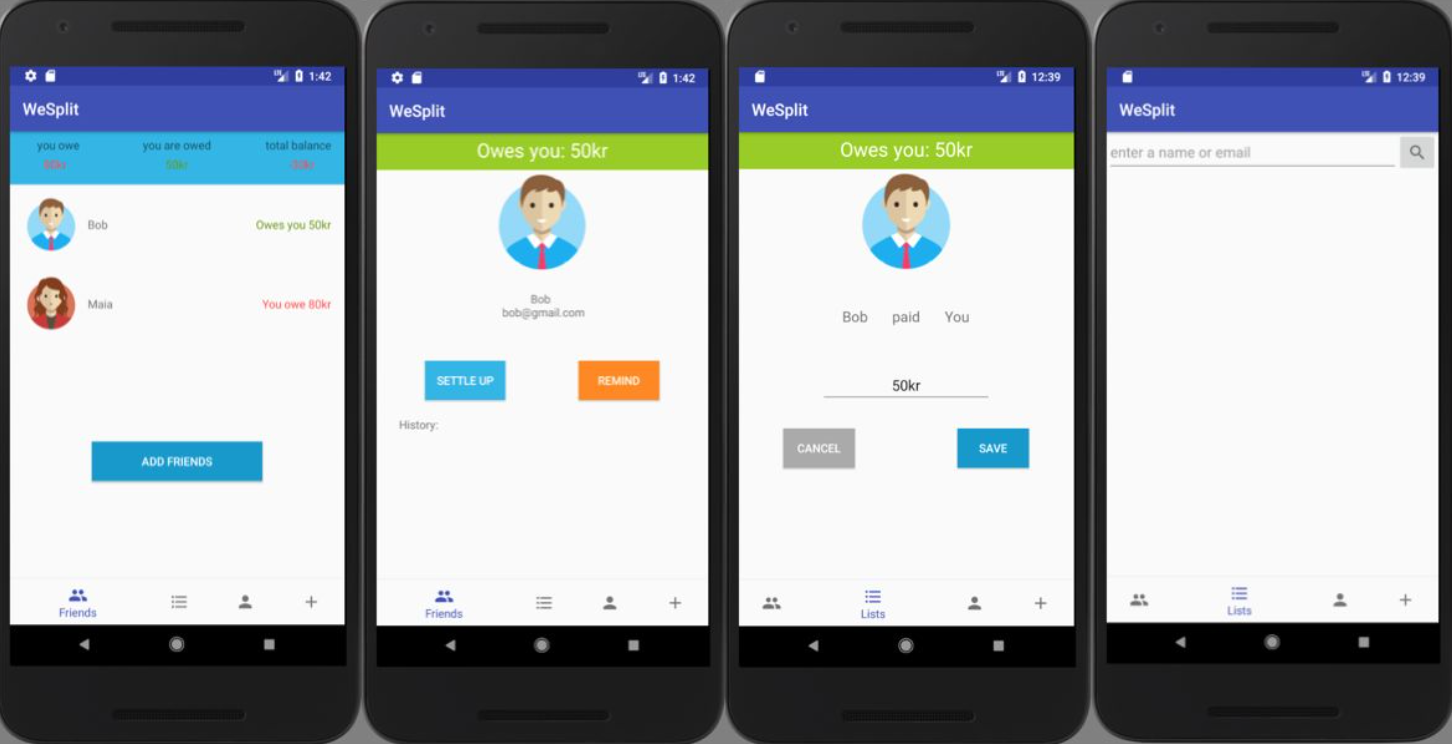 1:42
WeSplit
you owe you are owed total balance
80kr 50kr -30kr
Bob Owes you 50kr
Maia You owe 80kr
ADD FRIENDS
Friends
1:42
WeSplit
Owes you: 50kr
Bob
bob@gmail.com
SETTLE UP REMIND
History:
Friends
12:39
WeSplit
Owes you: 50kr
Bob paid You
50kr
CANCEL SAVE
Lists
12:39
WeSplit
enter a name or email
Lists